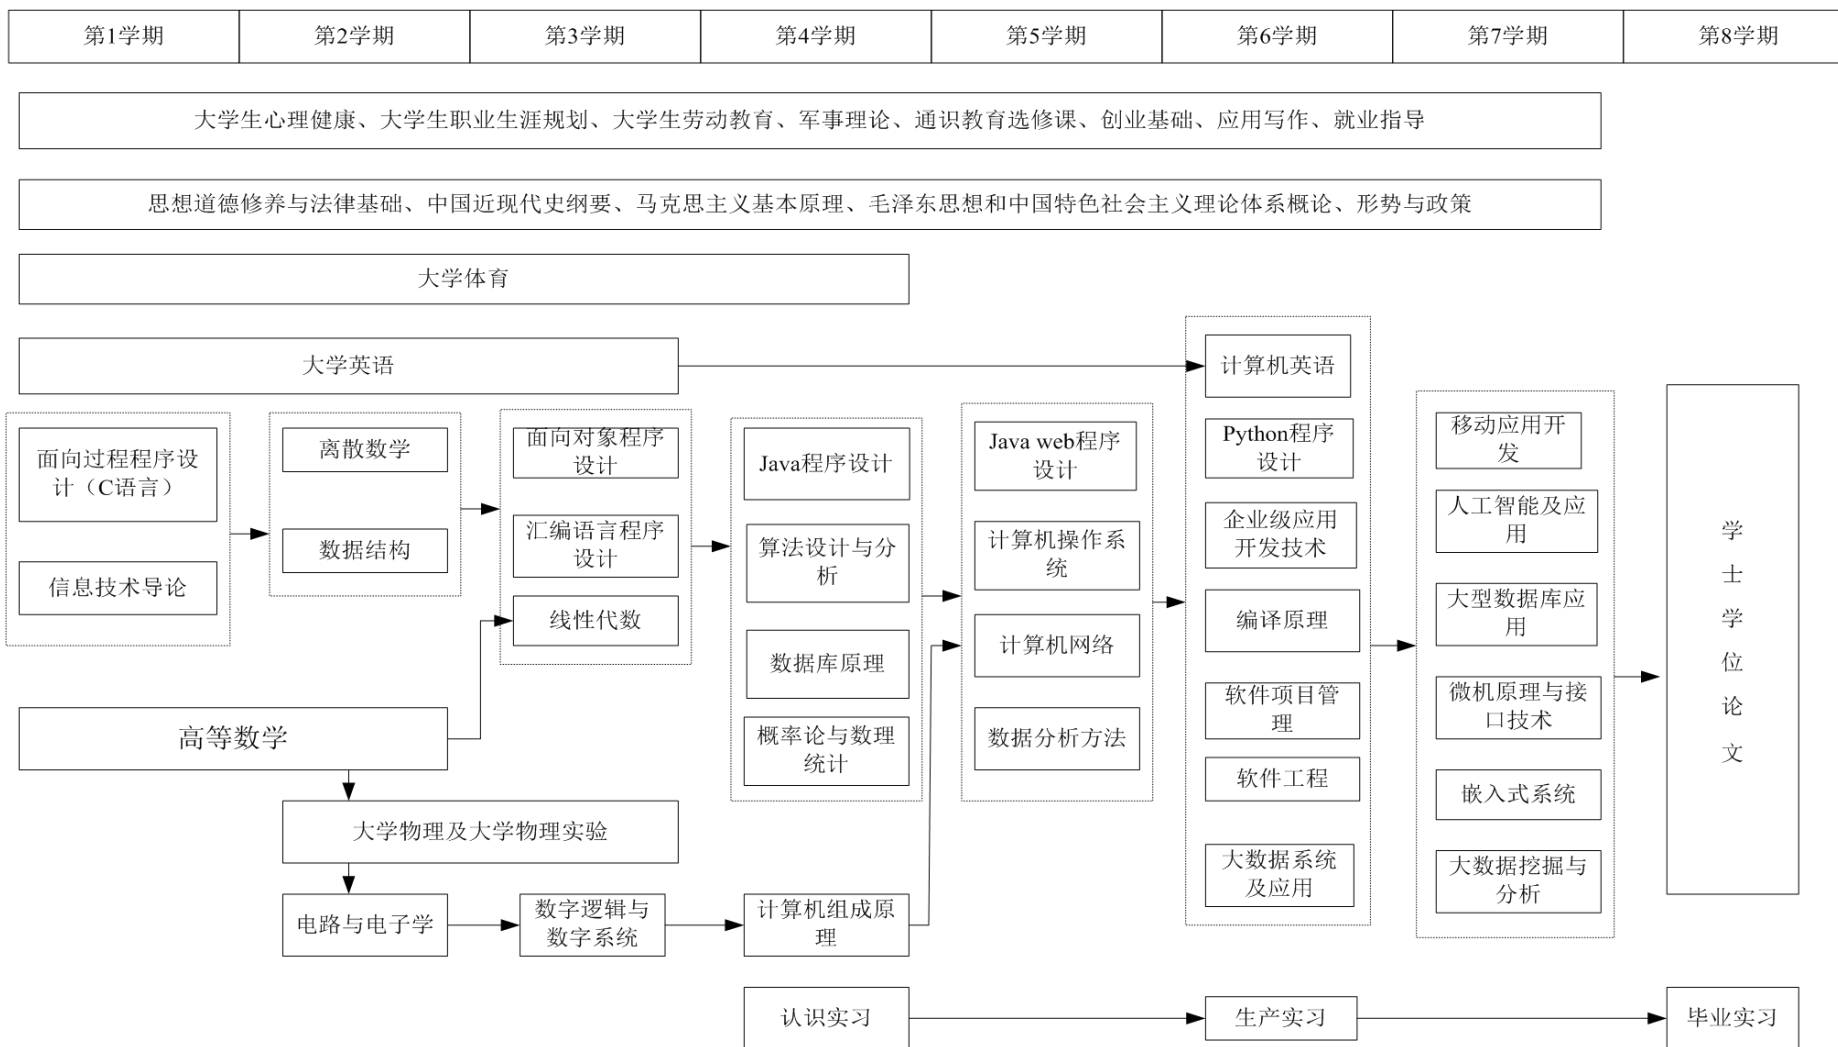 第1学期
第2学期
第3学期
第4学期
第5学期
第6学期
第7学期
第8学期
大学生心理健康、大学生职业生涯规划、大学生劳动教育、军事理论、通识教育选修课、创业基础、应用写作、就业指导
思想道德修养与法律基础、中国近现代史纲要、马克思主义基本原理、毛泽东思想和中国特色社会主义理论体系概论、形势与政策
大学体育
大学英语
计算机英语
面向过程程序设
计（C语言）
信息技术导论
离散数学
数据结构
面向对象程序
设计
汇编语言程序
设计
线性代数
Java程序设计
算法设计与分
析
数据库原理
概率论与数理
统计
Java web程序
设计
计算机操作系
统
计算机网络
数据分析方法
Python程序
设计
企业级应用
开发技术
编译原理
软件项目管
理
软件工程
大数据系统
及应用
移动应用开
发
人工智能及应
用
大型数据库应
用
微机原理与接
口技术
嵌入式系统
大数据挖掘与
分析
学
士
学
位
论
文
高等数学
大学物理及大学物理实验
电路与电子学
数字逻辑与
数字系统
计算机组成原
理
认识实习
生产实习
毕业实习